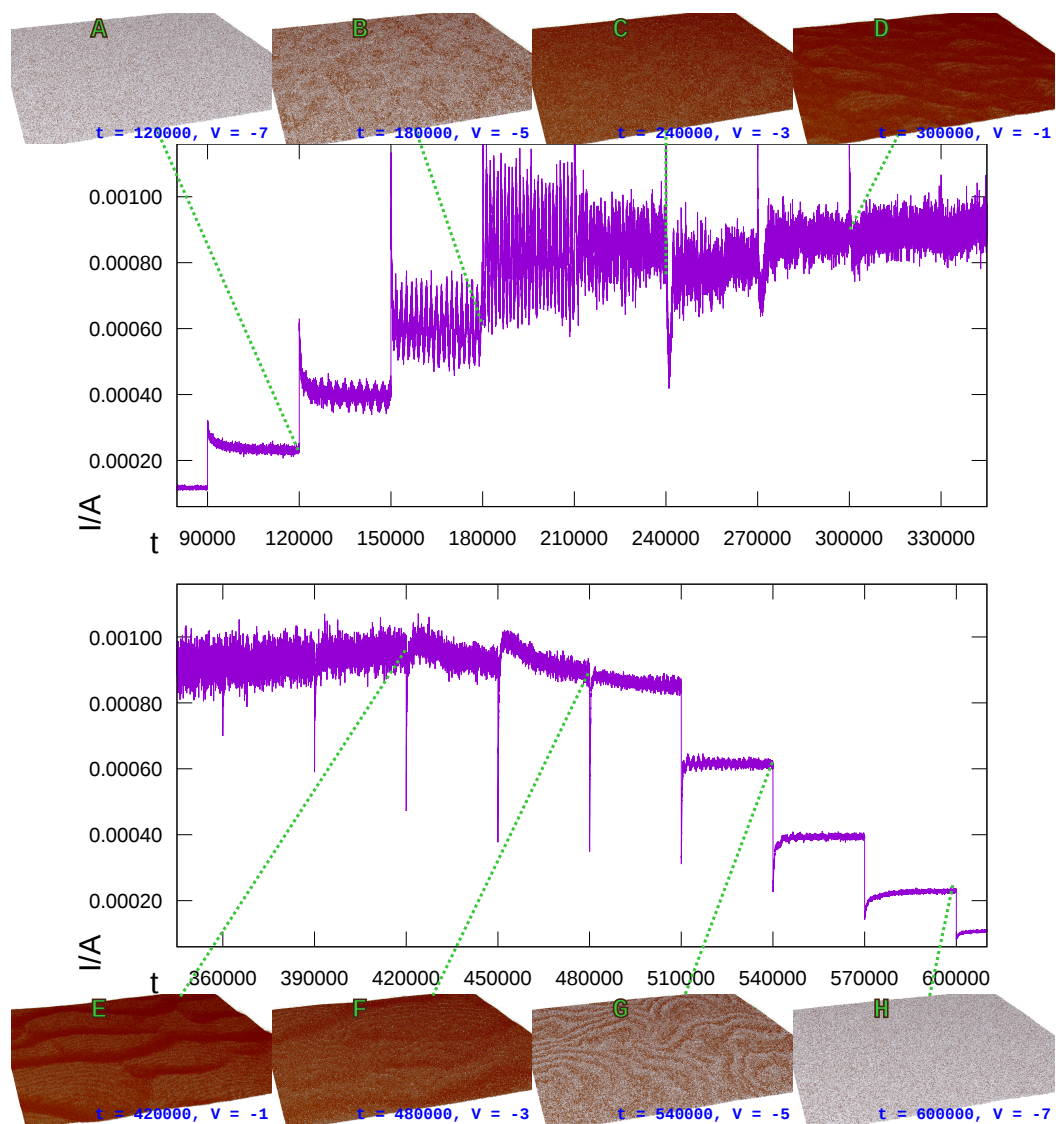 A B C D
t = 120000, V = -7 t = 180000, V = -5 t = 240000, V = -3 t = 300000, V = -1
0.00100
0.00080
0.00060
0.00040
0.00020
I/A
t 90000 120000 150000 180000 210000 240000 270000 300000 330000
0.00100
0.00080
0.00060
0.00040
0.00020
I/A
t 360000 390000 420000 450000 480000 510000 540000 570000 600000
E F G H
t = 420000, V = -1 t = 480000, V = -3 t = 540000, V = -5 t = 600000, V = -7